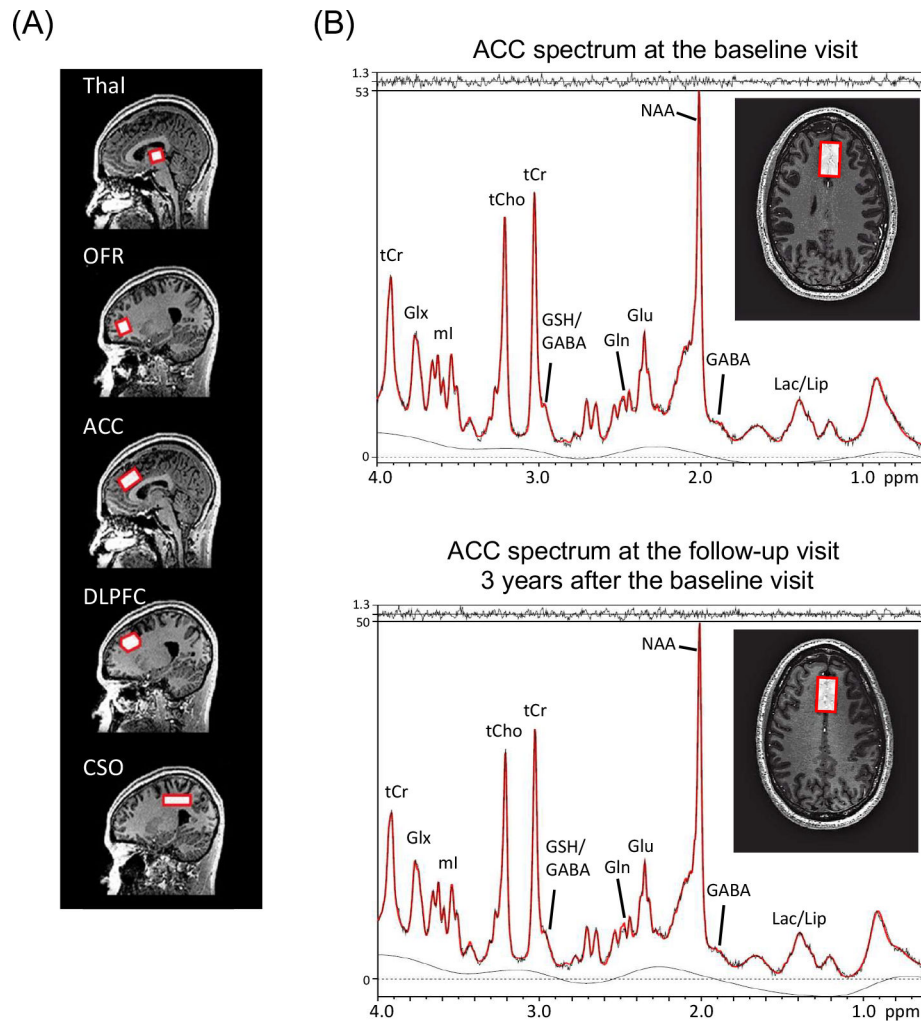 (A)
Thal
OFR
ACC
DLPFC
CSO
(B)
ACC spectrum at the baseline visit
1.3
53
NAA
tCr
tCho
tCr
Glx
mI
GSH/
GABA
Gln
Glu
GABA
Lac/Lip
0
4.0 3.0 2.0 1.0 ppm
ACC spectrum at the follow-up visit
3 years after the baseline visit
1.3
50
NAA
tCr
tCho
tCr
Glx
mI
GSH/
GABA
Gln
Glu
GABA
Lac/Lip
0
4.0 3.0 2.0 1.0 ppm